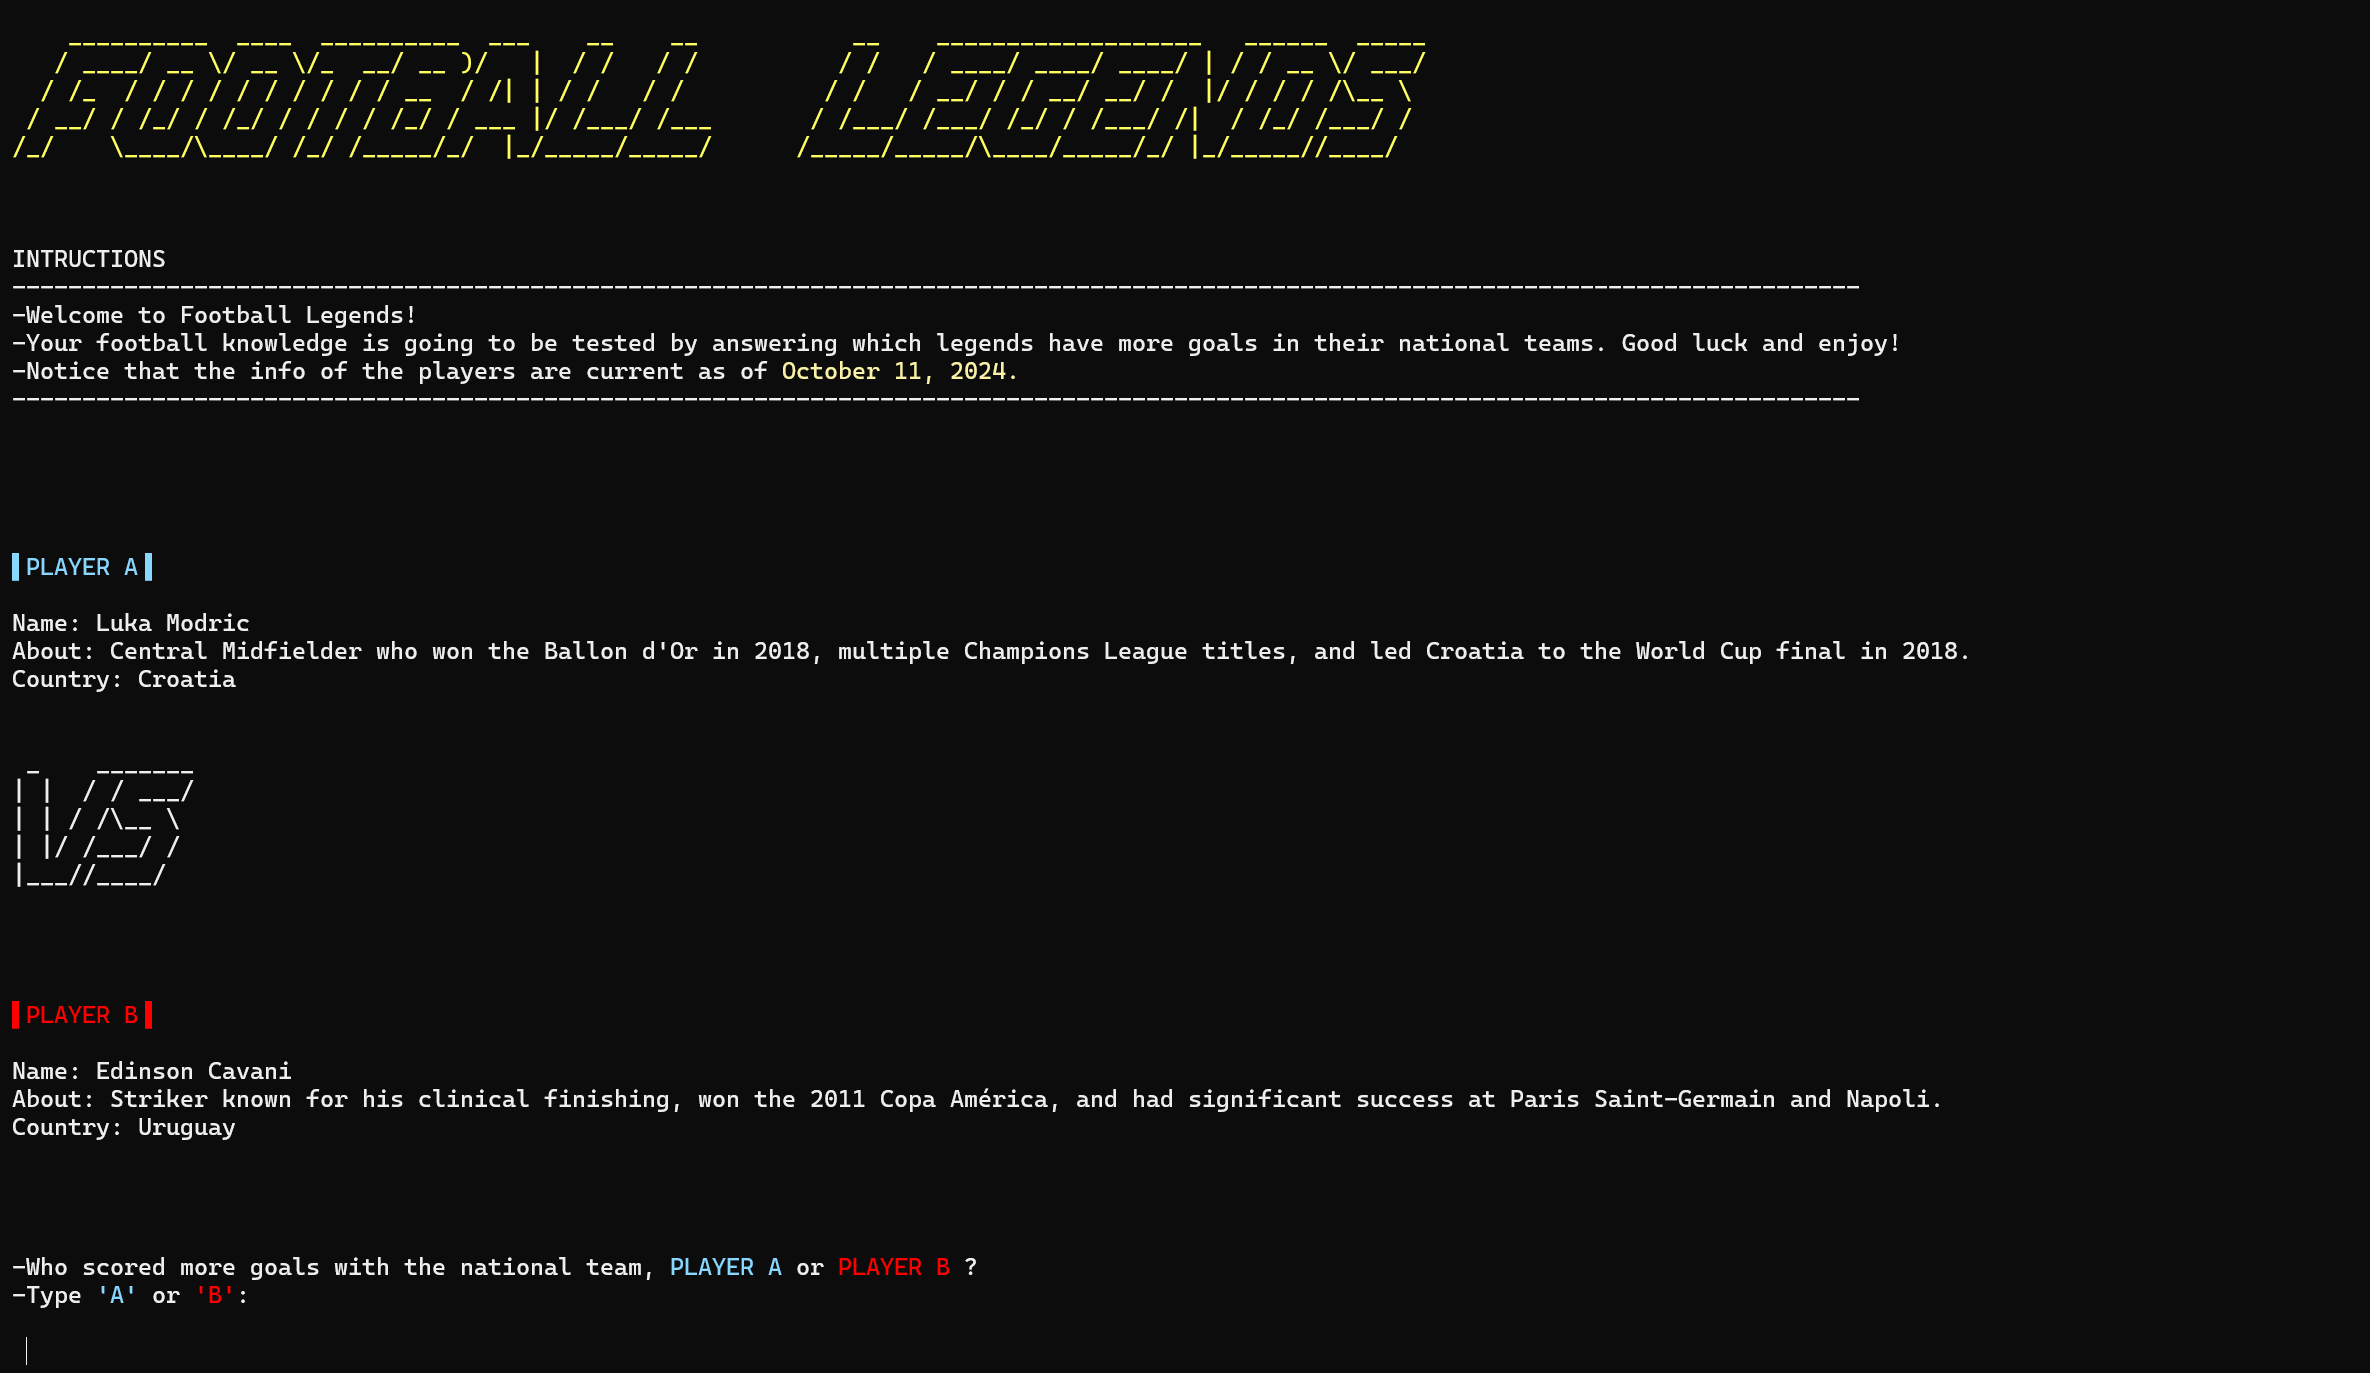 FOOTBALL LEGENDS
INTRUCTIONS
------------------------------------------------------------------------------------------------------------------------------------
-Welcome to Football Legends!
-Your football knowledge is going to be tested by answering which legends have more goals in their national teams. Good luck and enjoy!
-Notice that the info of the players are current as of October 11, 2024.
------------------------------------------------------------------------------------------------------------------------------------
PLAYER A
Name: Luka Modric
About: Central Midfielder who won the Ballon d'Or in 2018, multiple Champions League titles, and led Croatia to the World Cup final in 2018.
Country: Croatia
VS
PLAYER B
Name: Edinson Cavani
About: Striker known for his clinical finishing, won the 2011 Copa América, and had significant success at Paris Saint-Germain and Napoli.
Country: Uruguay
-Who scored more goals with the national team, PLAYER A or PLAYER B ?
-Type 'A' or 'B':